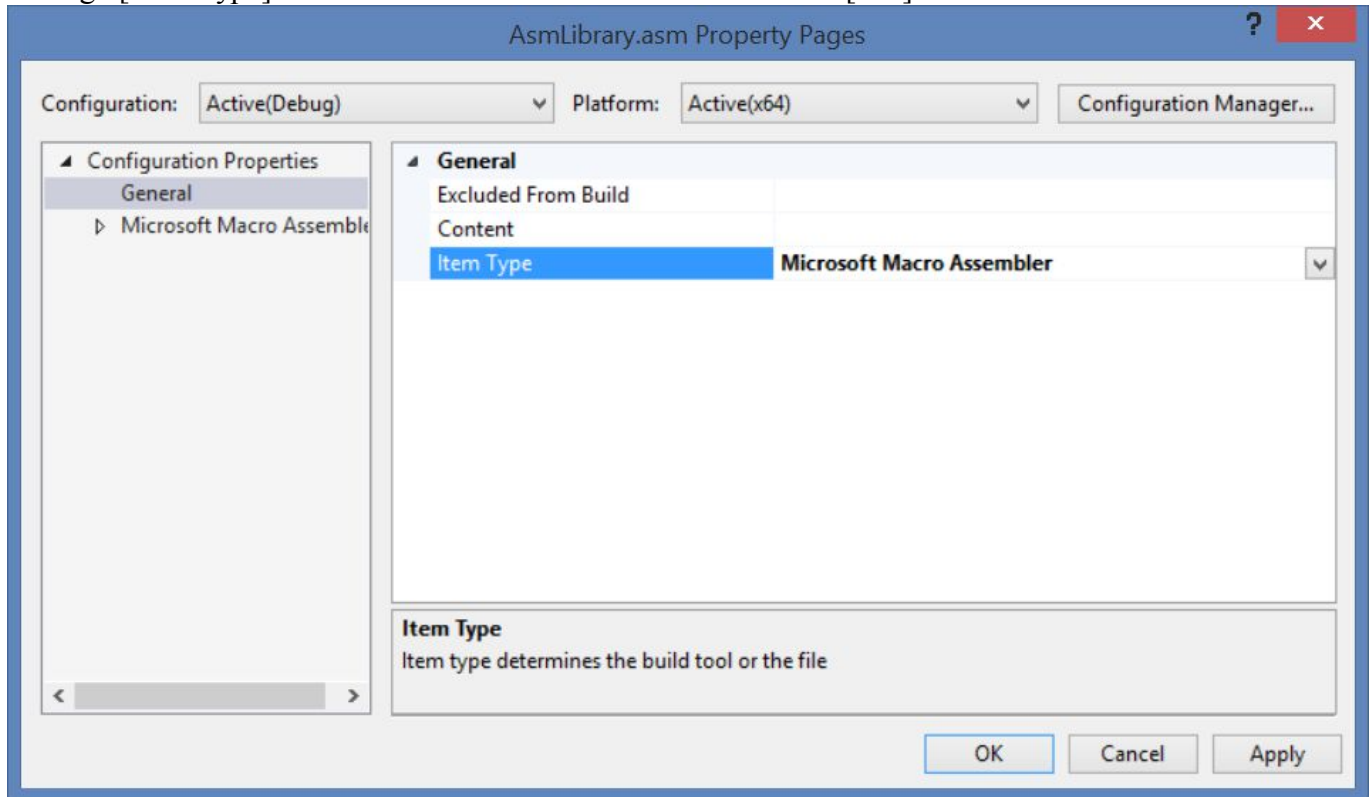 AsmLibrary.asm Property Pages
?
Configuration: Active(Debug) Platform: Active(x64) Configuration Manager...
Configuration Properties
General
Microsoft Macro Assemble
General
Excluded From Build
Content
Item Type Microsoft Macro Assembler
Item Type
Item type determines the build tool or the file
OK Cancel Apply